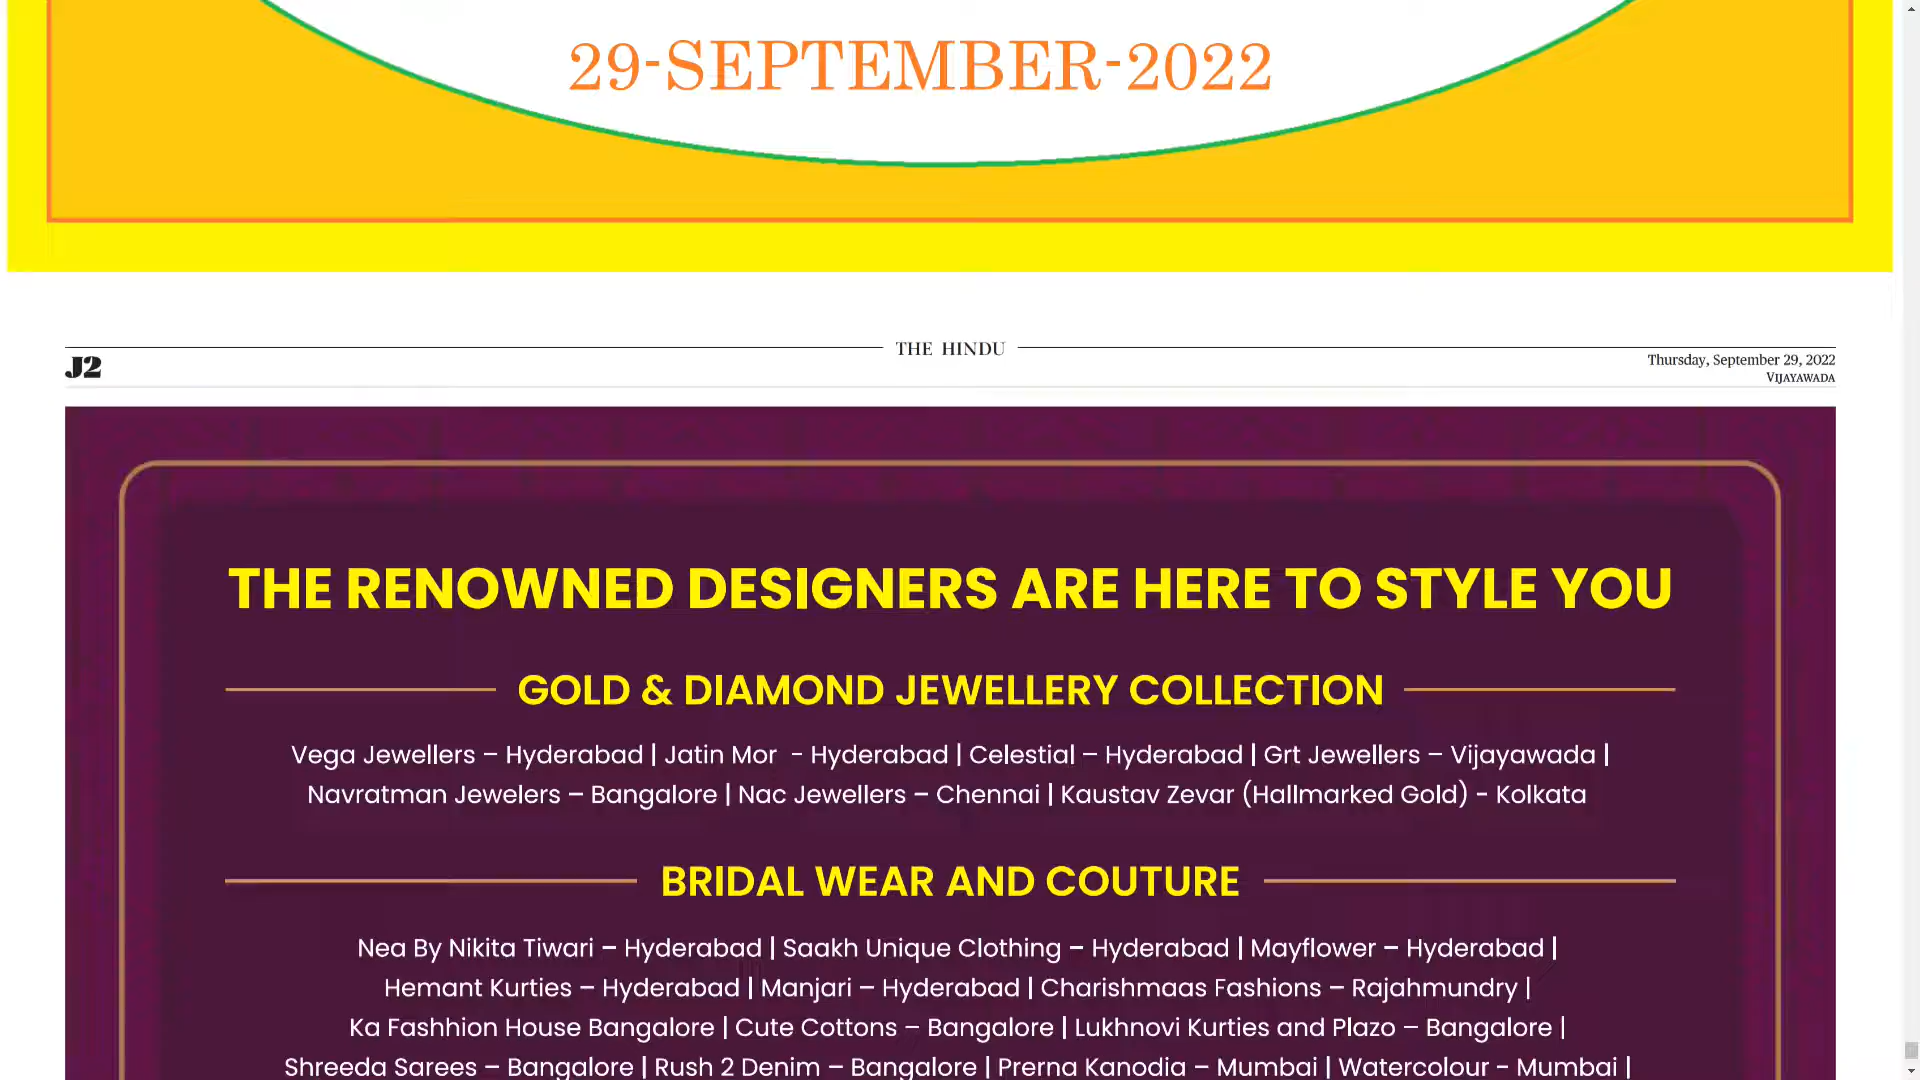 29-SEPTEMBER-2022
THE HINDU
J2
Thursday, September 29, 2022
VIJAYAWADA
THE RENOWNED DESIGNERS ARE HERE TO STYLE YOU
GOLD & DIAMOND JEWELLERY COLLECTION
Vega Jewellers – Hyderabad | Jatin Mor - Hyderabad | Celestial – Hyderabad | Grt Jewellers – Vijayawada |
Navratman Jewelers – Bangalore | Nac Jewellers – Chennai | Kaustav Zevar (Hallmarked Gold) - Kolkata
BRIDAL WEAR AND COUTURE
Nea By Nikita Tiwari – Hyderabad | Saakh Unique Clothing – Hyderabad | Mayflower – Hyderabad |
Hemant Kurties – Hyderabad | Manjari – Hyderabad | Charishmaas Fashions – Rajahmundry |
Ka Fashhion House Bangalore | Cute Cottons – Bangalore | Lukhnovi Kurties and Plazo – Bangalore |
Shreeda Sarees – Bangalore | Rush 2 Denim – Bangalore | Prerna Kanodia – Mumbai | Watercolour - Mumbai |